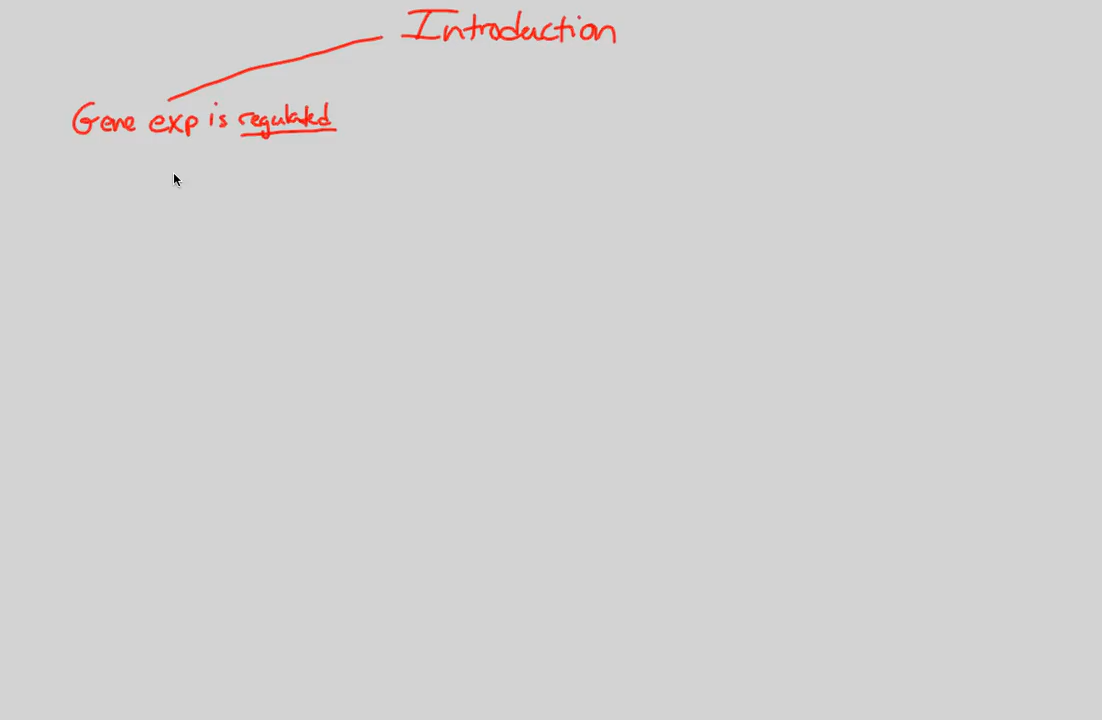 Introduction
Gene exp is regulated